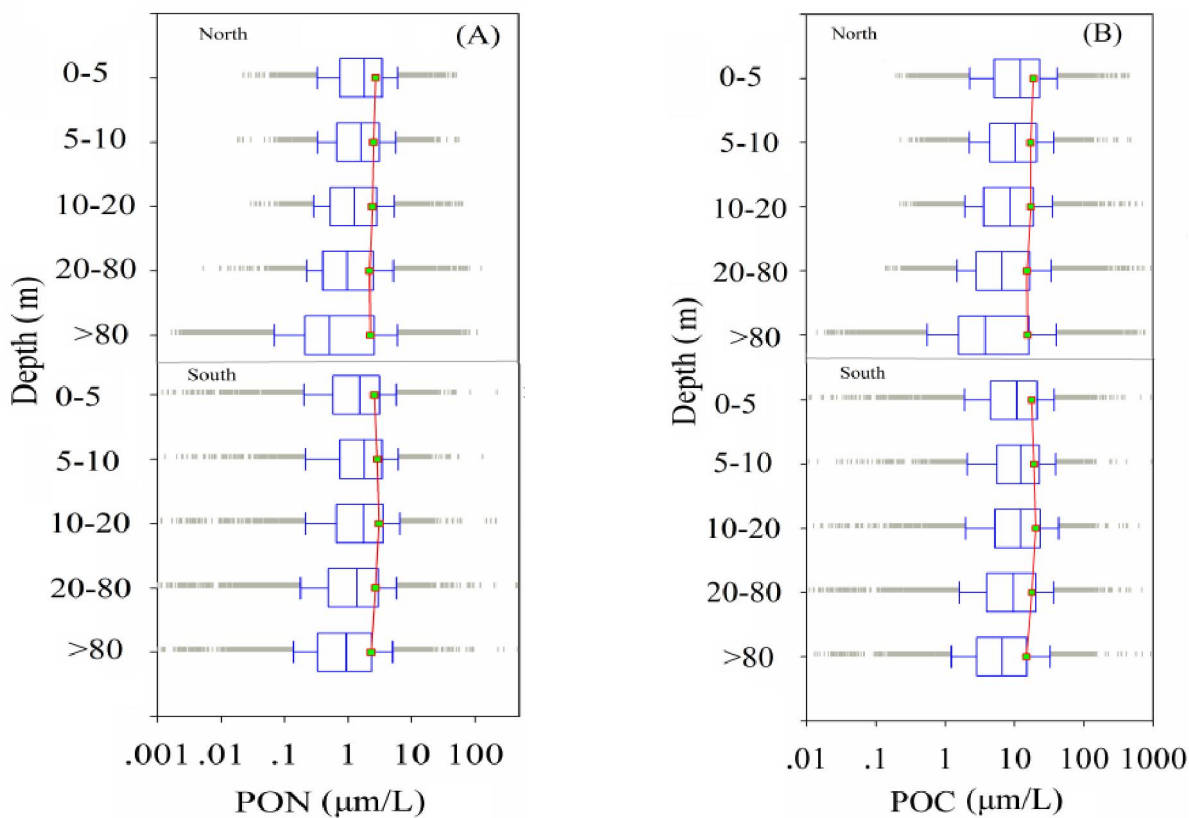 North
(A)
0-5
5-10
10-20
20-80
>80
South
0-5
5-10
10-20
20-80
>80
Depth (m)
.001 .01 .1 1 10 100
PON (µm/L)
North
(B)
0-5
5-10
10-20
20-80
>80
South
0-5
5-10
10-20
20-80
>80
Depth (m)
.01 .1 1 10 100 1000
POC (µm/L)